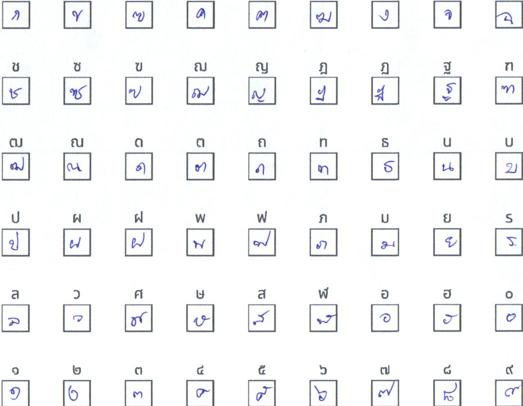 ก ข ฃ ค ฅ ฆ ง จ ฉ
ช ซ ฃ ฌ ญ ฎ ฏ ฐ ฑ
ช ซ ฃ ฌ ญ ฎ ฏ ฐ ฑ
ฒ ณ ด ต ถ ท ธ น บ
ฒ ณ ด ต ถ ท ธ น บ
ป ผ ฝ พ ฟ ภ ม ย ร
ป ผ ฝ พ ฟ ภ ม ย ร
ล ว ศ ษ ส ฬ อ ฮ ๐
ล ว ศ ษ ส ฬ อ ฮ ๐
๑ ๒ ๓ ๔ ๕ ๖ ๗ ๘ ๙
๑ ๒ ๓ ๔ ๕ ๖ ๗ ๘ ๙